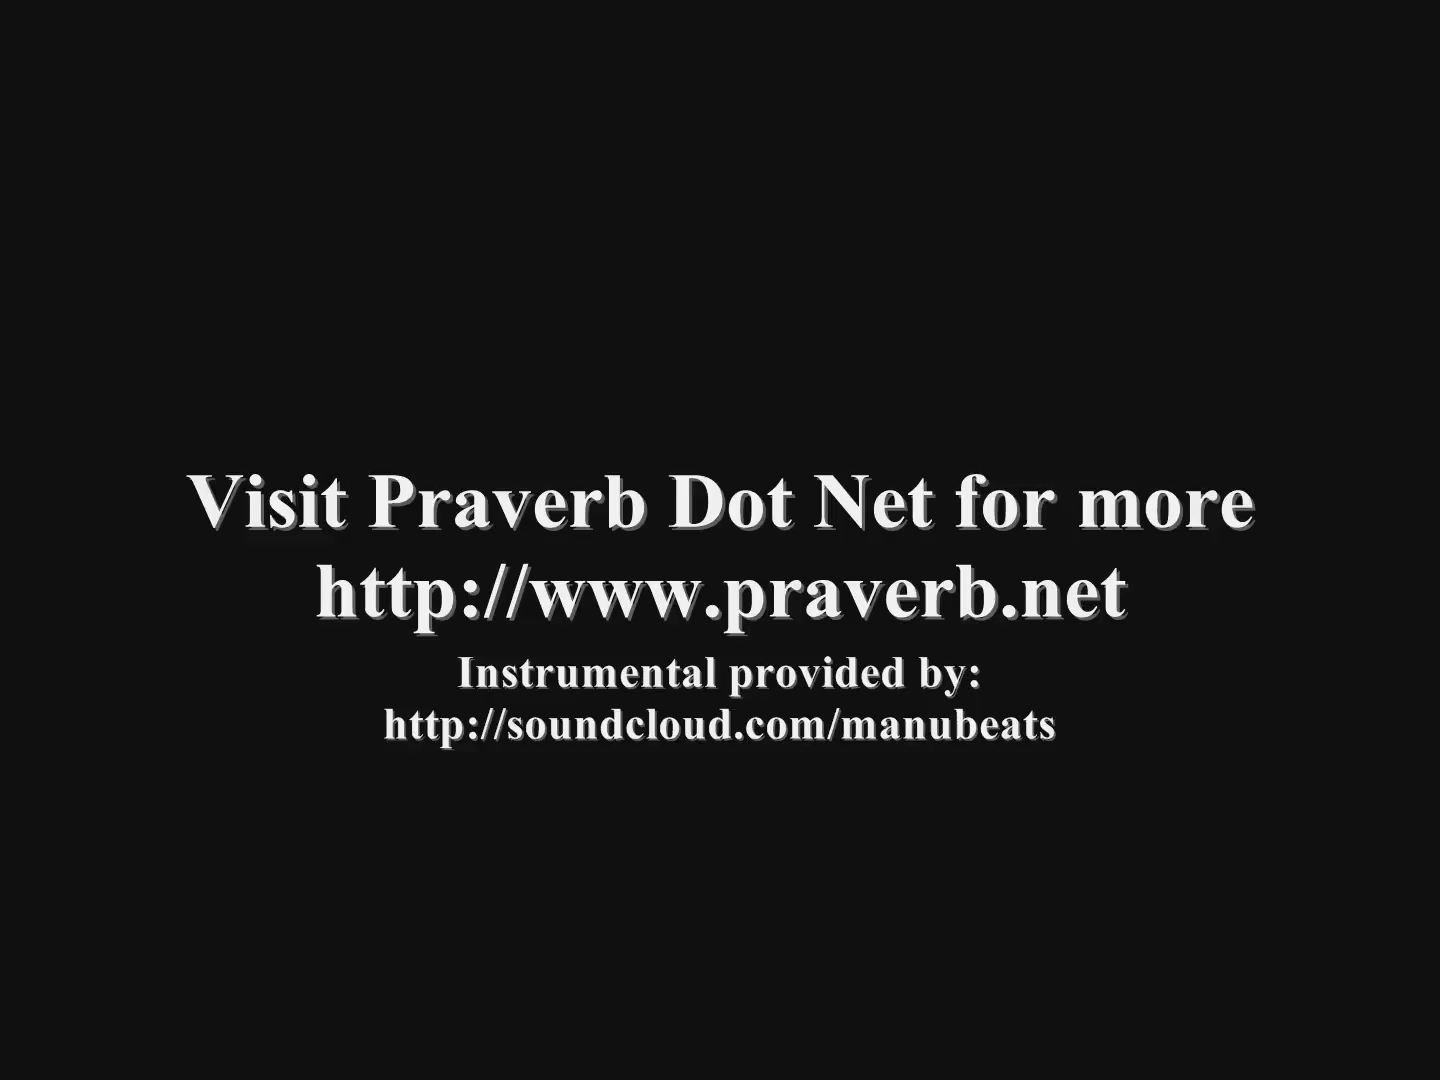 Visit Praverb Dot Net for more
http://www.praverb.net
Instrumental provided by:
http://soundcloud.com/manubeats